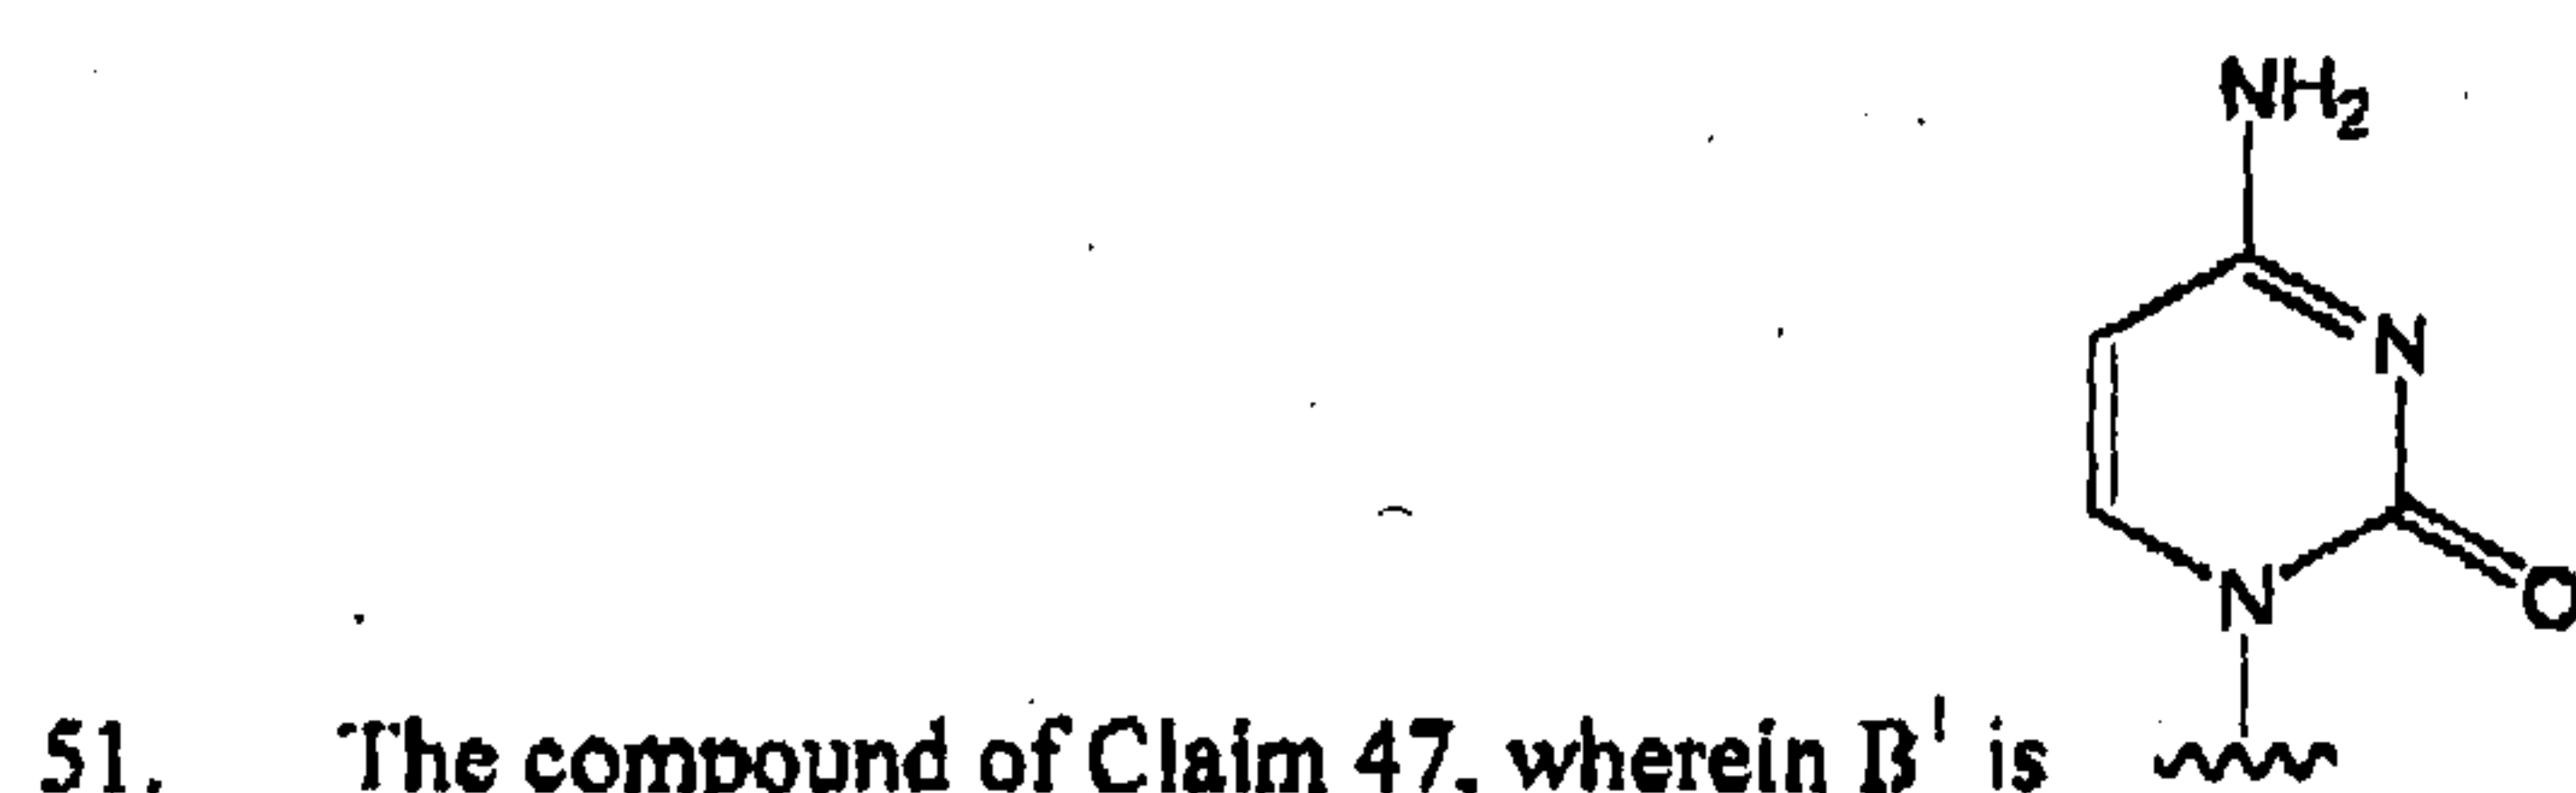 NH₂
N
N
O
51. The compound of Claim 47, wherein B¹ is